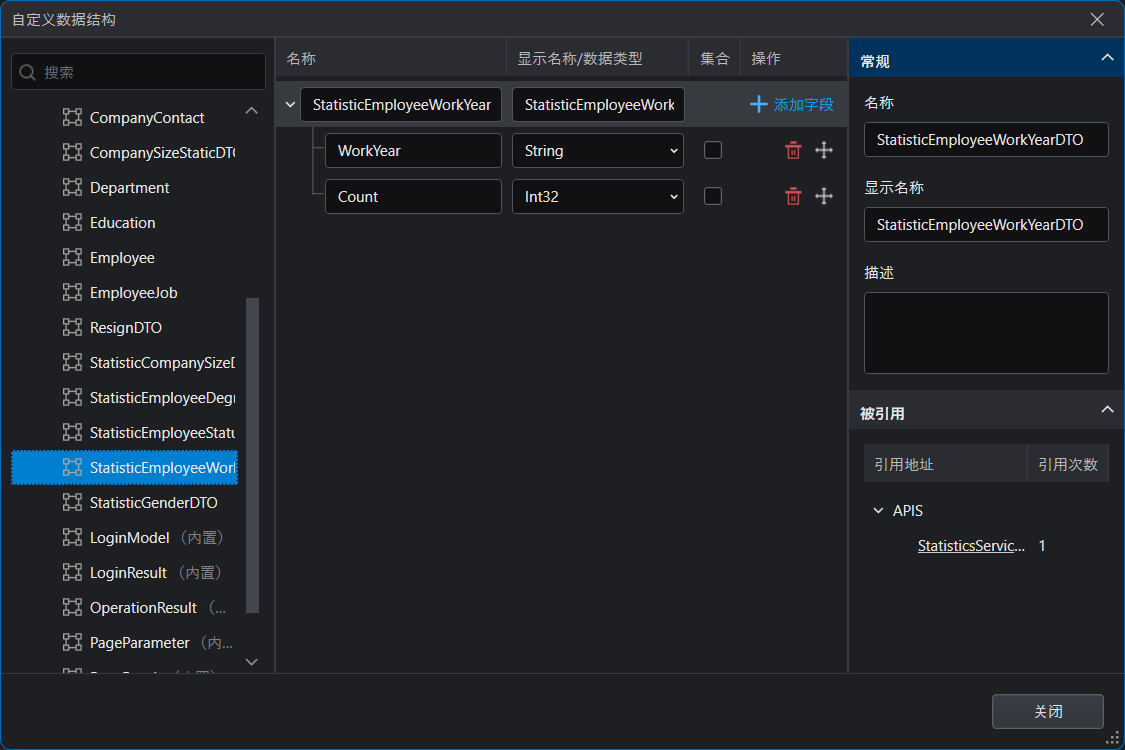 自定义数据结构
搜索
CompanyContact
CompanySizeStaticDT
Department
Education
Employee
EmployeeJob
ResignDTO
StatisticCompanySize
StatisticEmployeeDegr
StatisticEmployeeStatu
StatisticEmployeeWor
StatisticGenderDTO
LoginModel （内置）
LoginResult （内置）
OperationResult （...
PageParameter （内...
名称 显示名称/数据类型 集合 操作
StatisticEmployeeWorkYear StatisticEmployeeWork 添加字段
WorkYear String
Count Int32
常规
名称
StatisticEmployeeWorkYearDTO
显示名称
StatisticEmployeeWorkYearDTO
描述
被引用
引用地址 引用次数
APIS
StatisticsServic... 1
关闭